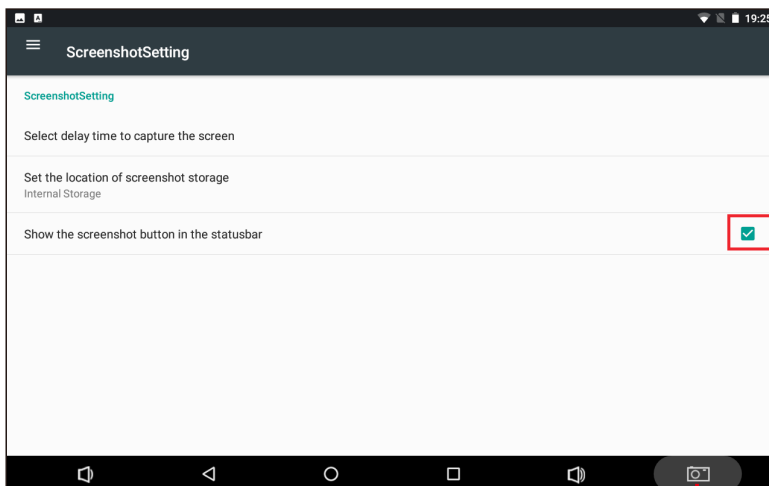 A
19:25
ScreenshotSetting
ScreenshotSetting
Select delay time to capture the screen
Set the location of screenshot storage
Internal Storage
Show the screenshot button in the statusbar